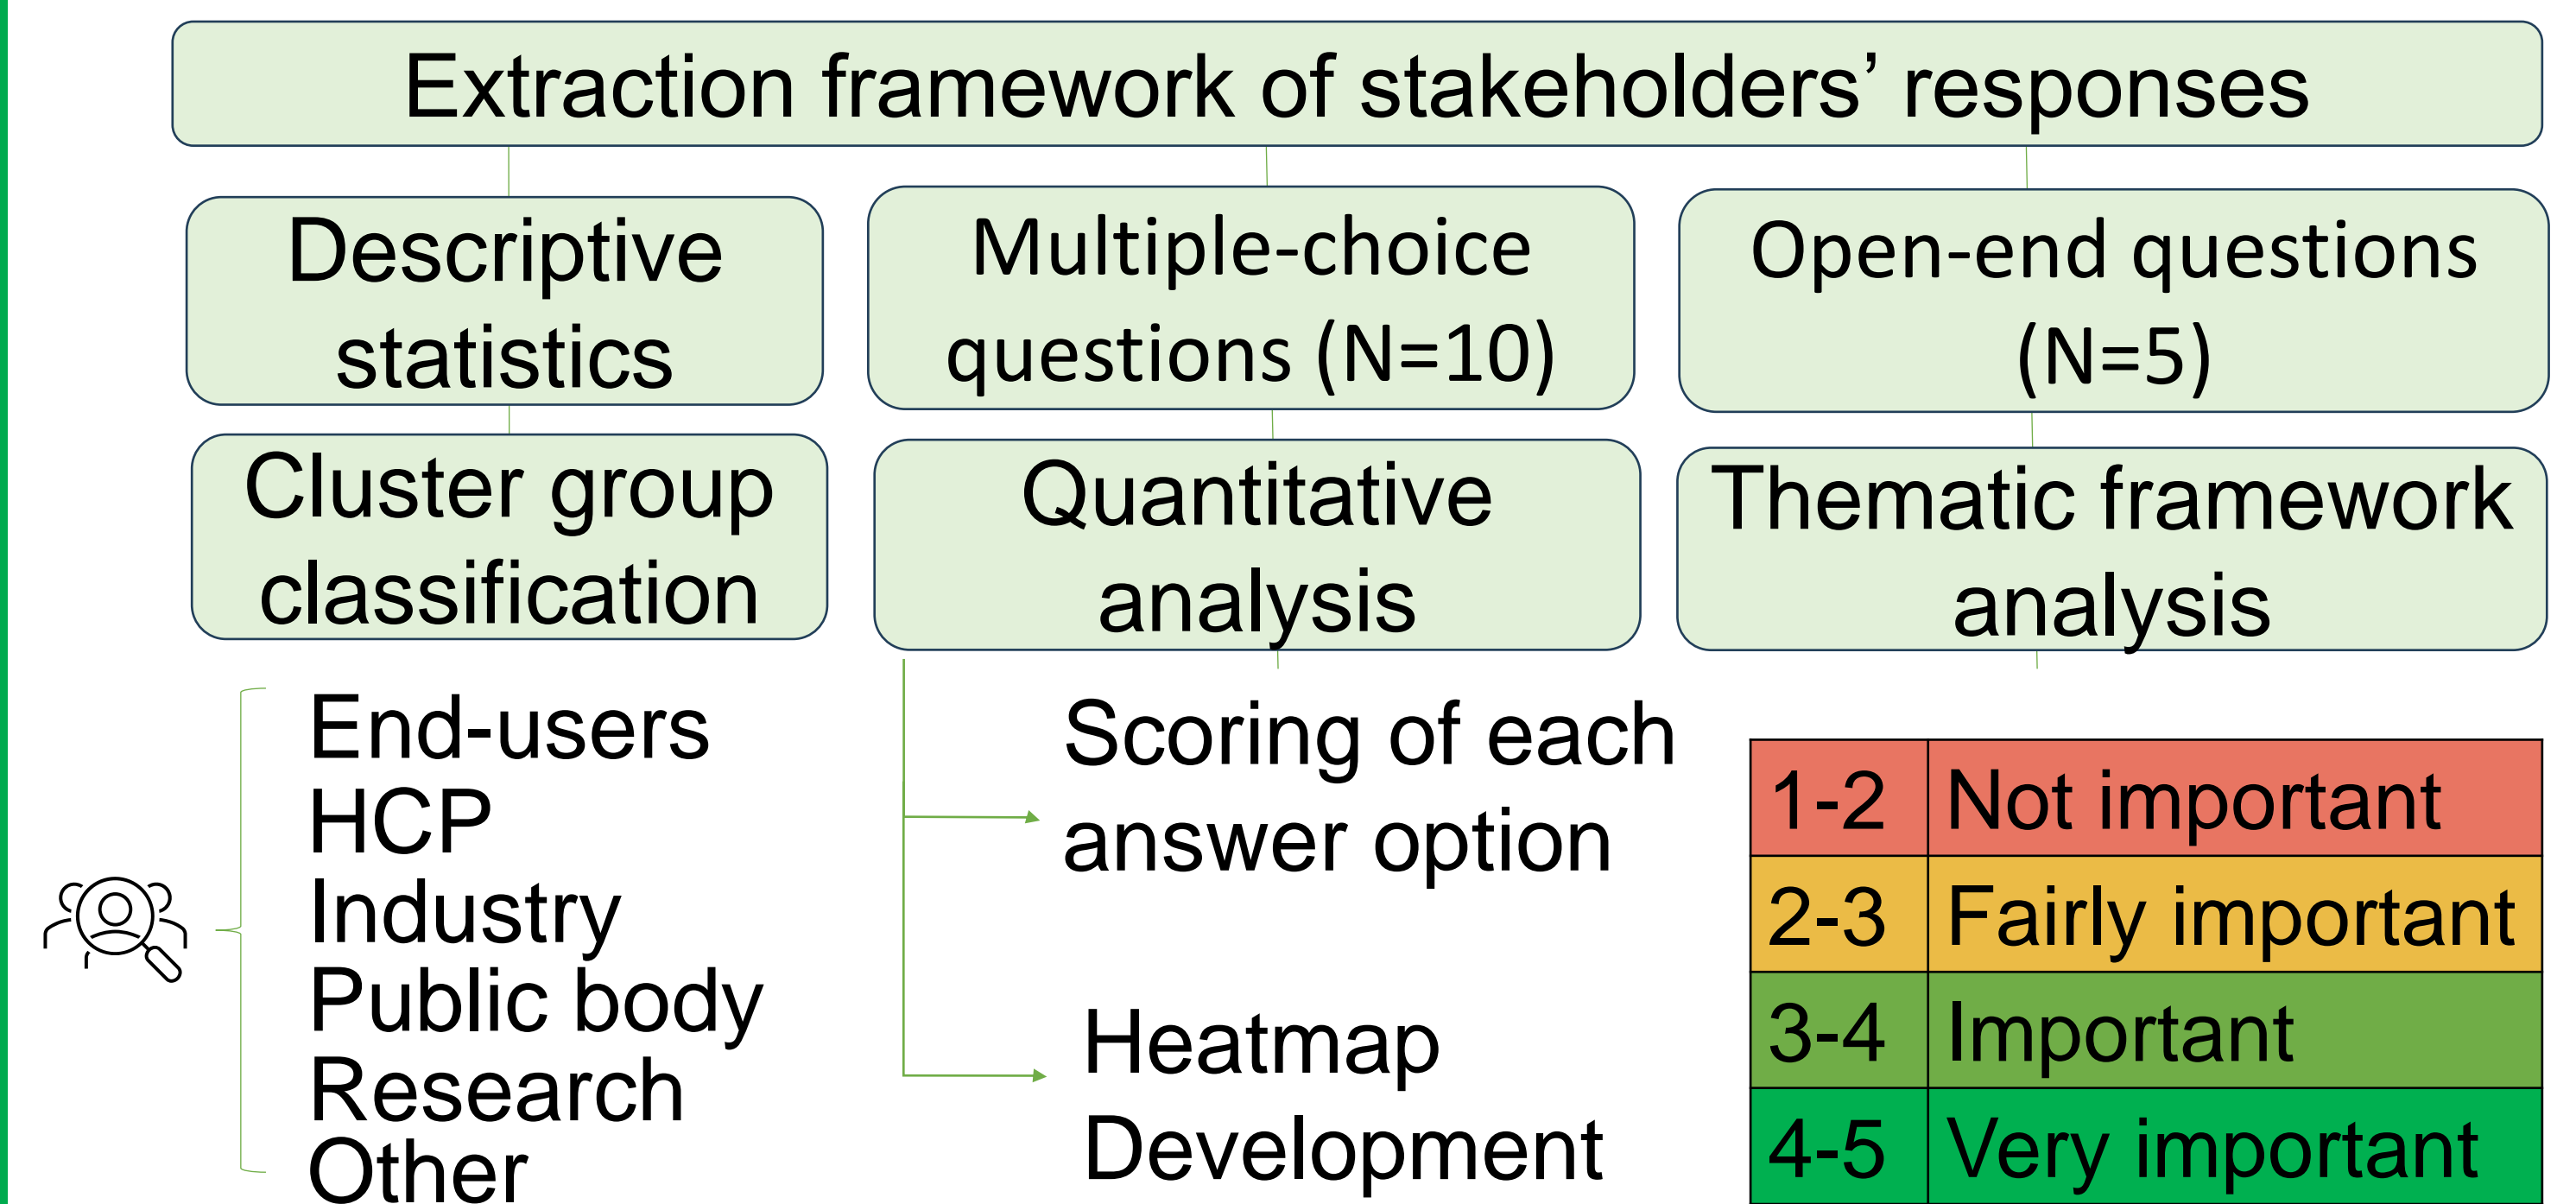 Extraction framework of stakeholders’ responses
Descriptive
statistics
Multiple-choice
questions (N=10)
Open-end questions
(N=5)
Cluster group
classification
Quantitative
analysis
Thematic framework
analysis
End-users
HCP
Industry
Public body
Research
Other
Scoring of each
answer option
Heatmap
Development
1-2 Not important
2-3 Fairly important
3-4 Important
4-5 Very important